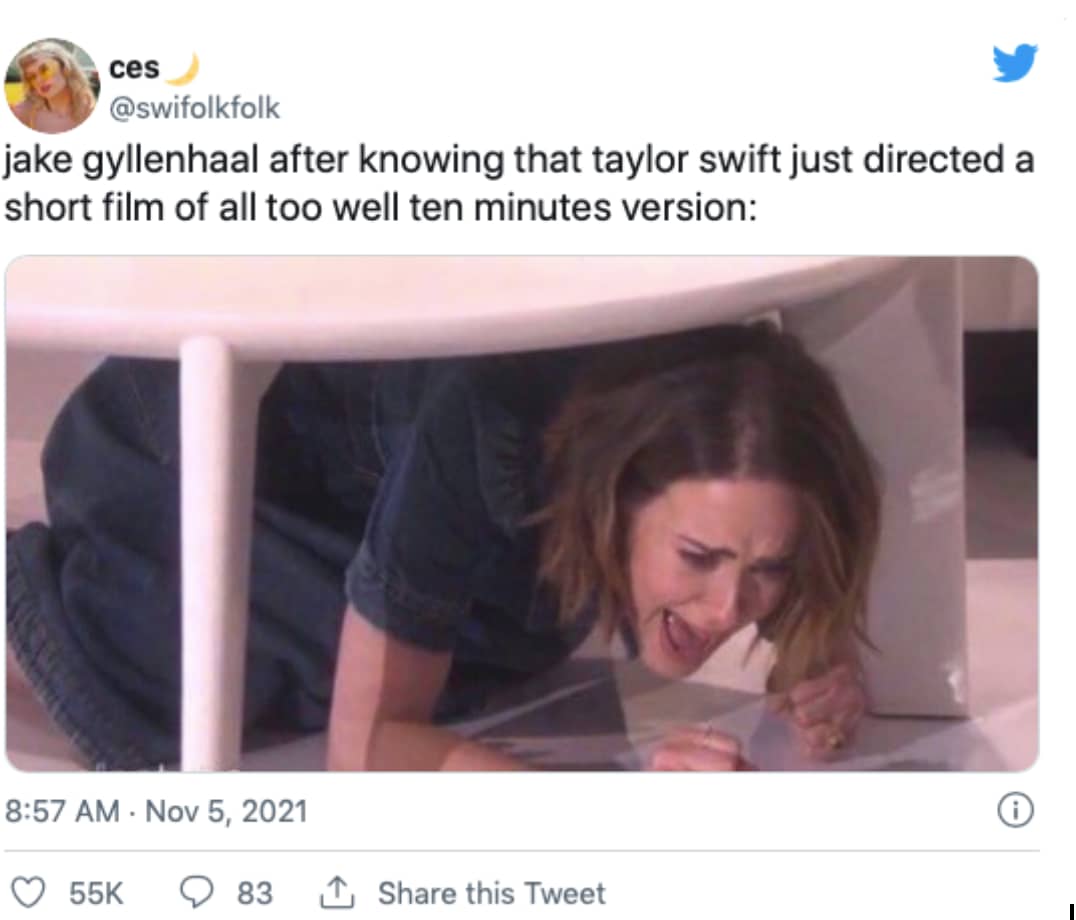 ces🌙
@swifolkfolk
jake gyllenhaal after knowing that taylor swift just directed a
short film of all too well ten minutes version:
8:57 AM · Nov 5, 2021
55K 83 Share this Tweet